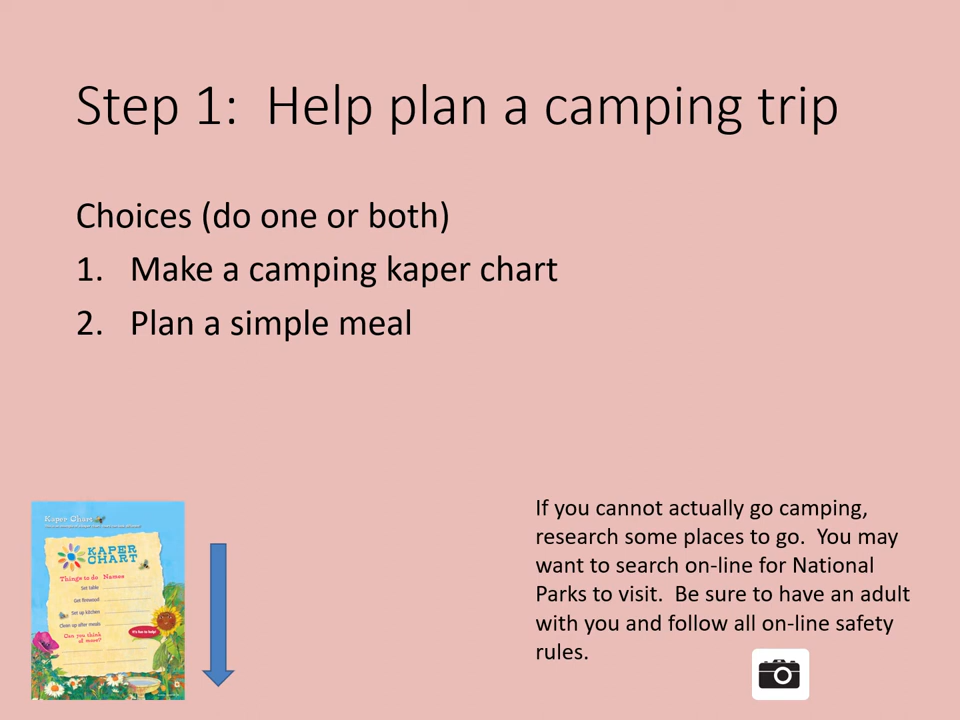 Step 1:  Help plan a camping trip
Choices (do one or both)
1. Make a camping kaper chart
2. Plan a simple meal
Kaper Chart
KAPER
CHART
Things to do Names
Set table
Get firewood
Set up kitchen
Clean up after meals
It's fun to help!
Can you think
of more?
If you cannot actually go camping,
research some places to go.  You may
want to search on-line for National
Parks to visit.  Be sure to have an adult
with you and follow all on-line safety
rules.